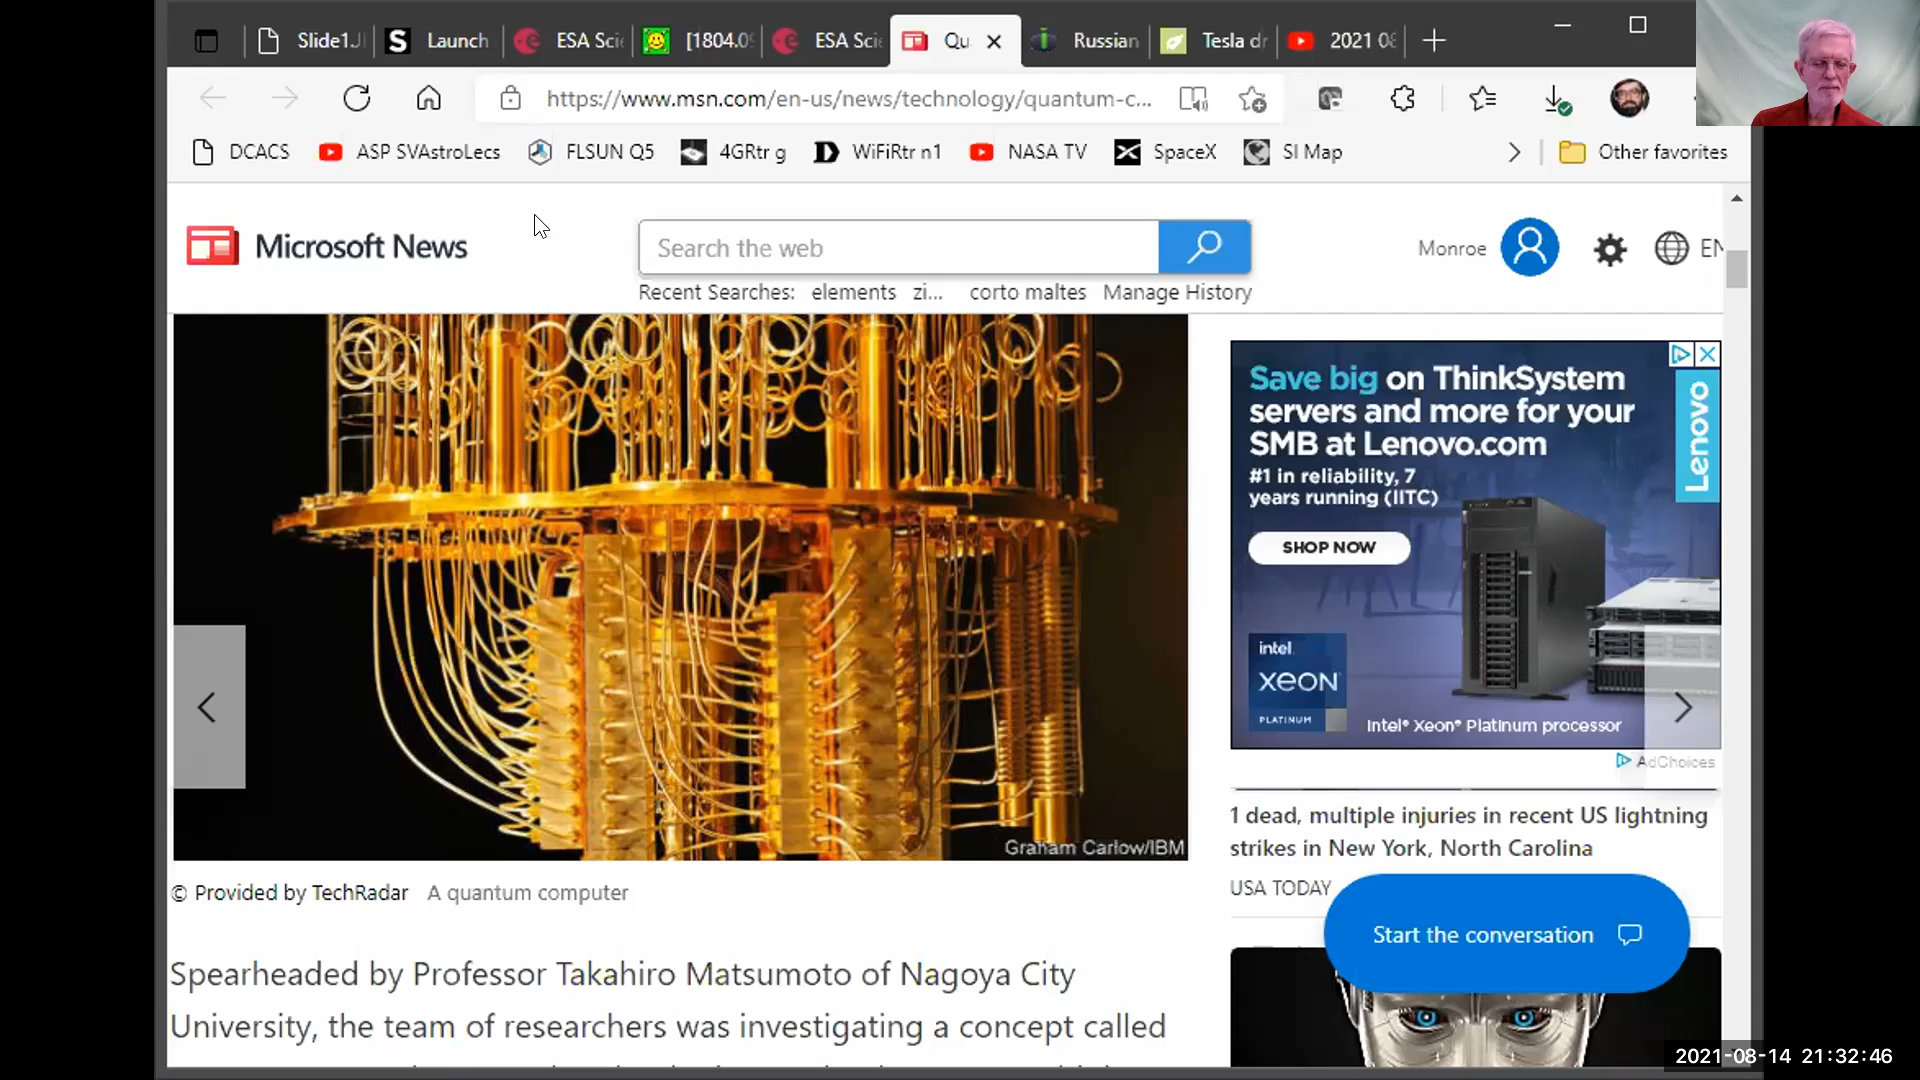 Slide1.J
Launch
ESA Sci
[1804.09
ESA Sci
Qu
Russian
Tesla dr
2021 08
https://www.msn.com/en-us/news/technology/quantum-c...
DCACS
ASP SVAstroLecs
FLSUN Q5
4GRtr g
WiFiRtr n1
NASA TV
SpaceX
SI Map
Other favorites
Microsoft News
Search the web
Monroe
EN
Recent Searches: elements zi... corto maltes Manage History
Save big on ThinkSystem
servers and more for your
SMB at Lenovo.com
#1 in reliability, 7
years running (IITC)
SHOP NOW
Lenovo
intel
XEON
PLATINUM
Intel® Xeon® Platinum processor
AdChoices
Graham Carlow/IBM
© Provided by TechRadar A quantum computer
1 dead, multiple injuries in recent US lightning
strikes in New York, North Carolina
USA TODAY
Start the conversation
Spearheaded by Professor Takahiro Matsumoto of Nagoya City
University, the team of researchers was investigating a concept called
2021-08-14 21:32:46